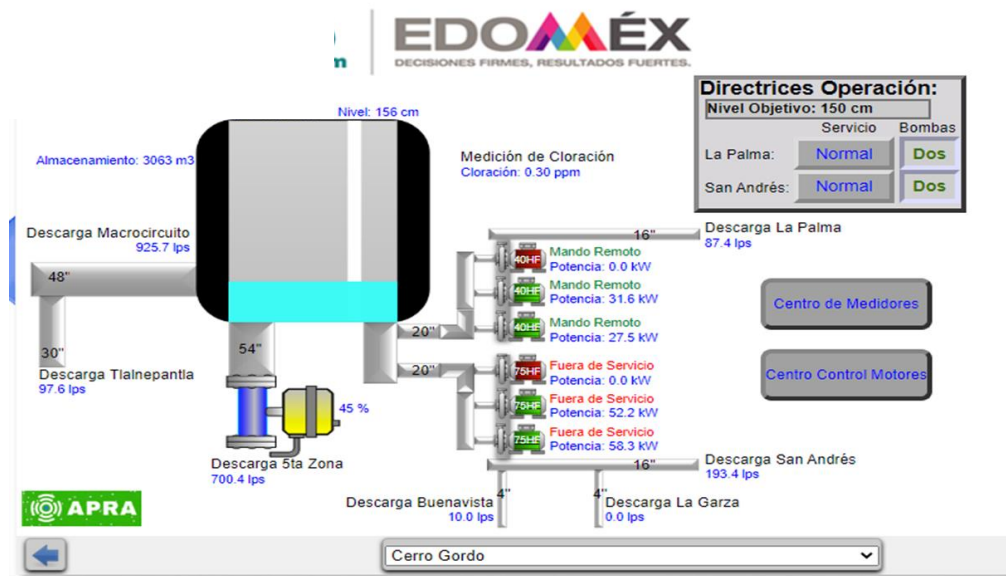 m
EDOMÉX
DECISIONES FIRMES, RESULTADOS FUERTES.
Directrices Operación:
Nivel Objetivo: 150 cm
Servicio Bombas
La Palma: Normal Dos
San Andrés: Normal Dos
Nivel: 156 cm
Almacenamiento: 3063 m3
Medición de Cloración
Cloración: 0.30 ppm
Descarga Macrocircuito
925.7 lps
48"
30"
Descarga Tlalnepantla
97.6 lps
54"
45 %
Descarga 5ta Zona
700.4 lps
20"
20"
16"
Descarga La Palma
87.4 lps
40HF
Mando Remoto
Potencia: 0.0 kW
40HF
Mando Remoto
Potencia: 31.6 kW
40HF
Mando Remoto
Potencia: 27.5 kW
75HF
Fuera de Servicio
Potencia: 0.0 kW
75HF
Fuera de Servicio
Potencia: 52.2 kW
75HF
Fuera de Servicio
Potencia: 58.3 kW
16"
Descarga San Andrés
193.4 lps
4"
Descarga Buenavista
10.0 lps
4"
Descarga La Garza
0.0 lps
Centro de Medidores
Centro Control Motores
APRA
Cerro Gordo